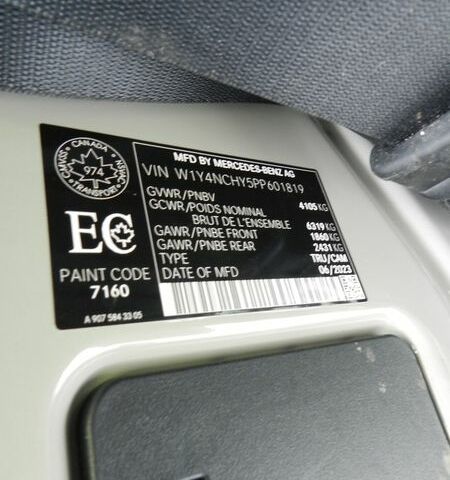 CANADA
974
TRANSPORT
MFD BY MERCEDES-BENZ AG
VIN W1Y4NCHY5PP601819
GVWR/PNBV 4105 KG
GCWR/POIDS NOMINAL
BRUT DE L'ENSEMBLE 6319 KG
GAWR/PNBE FRONT 1860 KG
GAWR/PNBE REAR 2431 KG
TYPE TRU/CAM
DATE OF MFD 06/2023
EC
PAINT CODE
7160
A 907 584 33 05